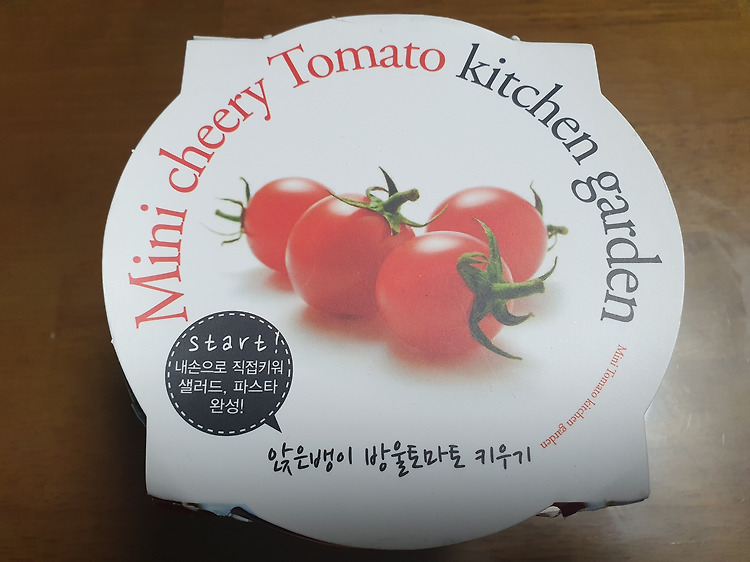 Mini cheery Tomato kitchen garden
start!
내손으로 직접키워
샐러드, 파스타
완성!
앉은뱅이 방울토마토 키우기
Mini Tomato kitchen garden